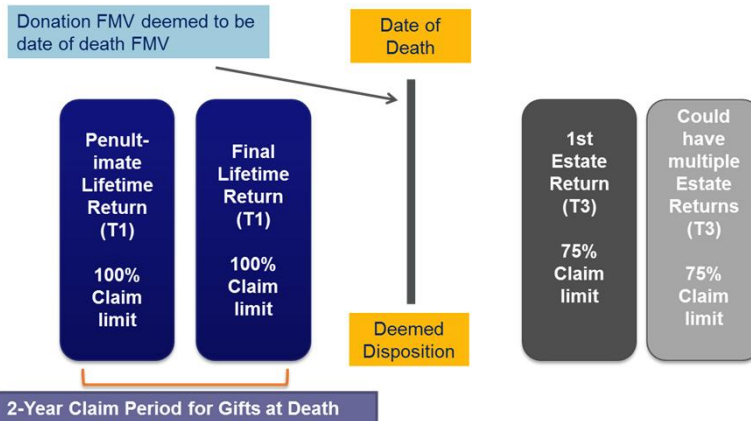 Donation FMV deemed to be
date of death FMV
Date of
Death
Penult-
imate
Lifetime
Return
(T1)
100%
Claim
limit
Final
Lifetime
Return
(T1)
100%
Claim
limit
Deemed
Disposition
1st
Estate
Return
(T3)
75%
Claim
limit
Could
have
multiple
Estate
Returns
(T3)
75%
Claim
limit
2-Year Claim Period for Gifts at Death